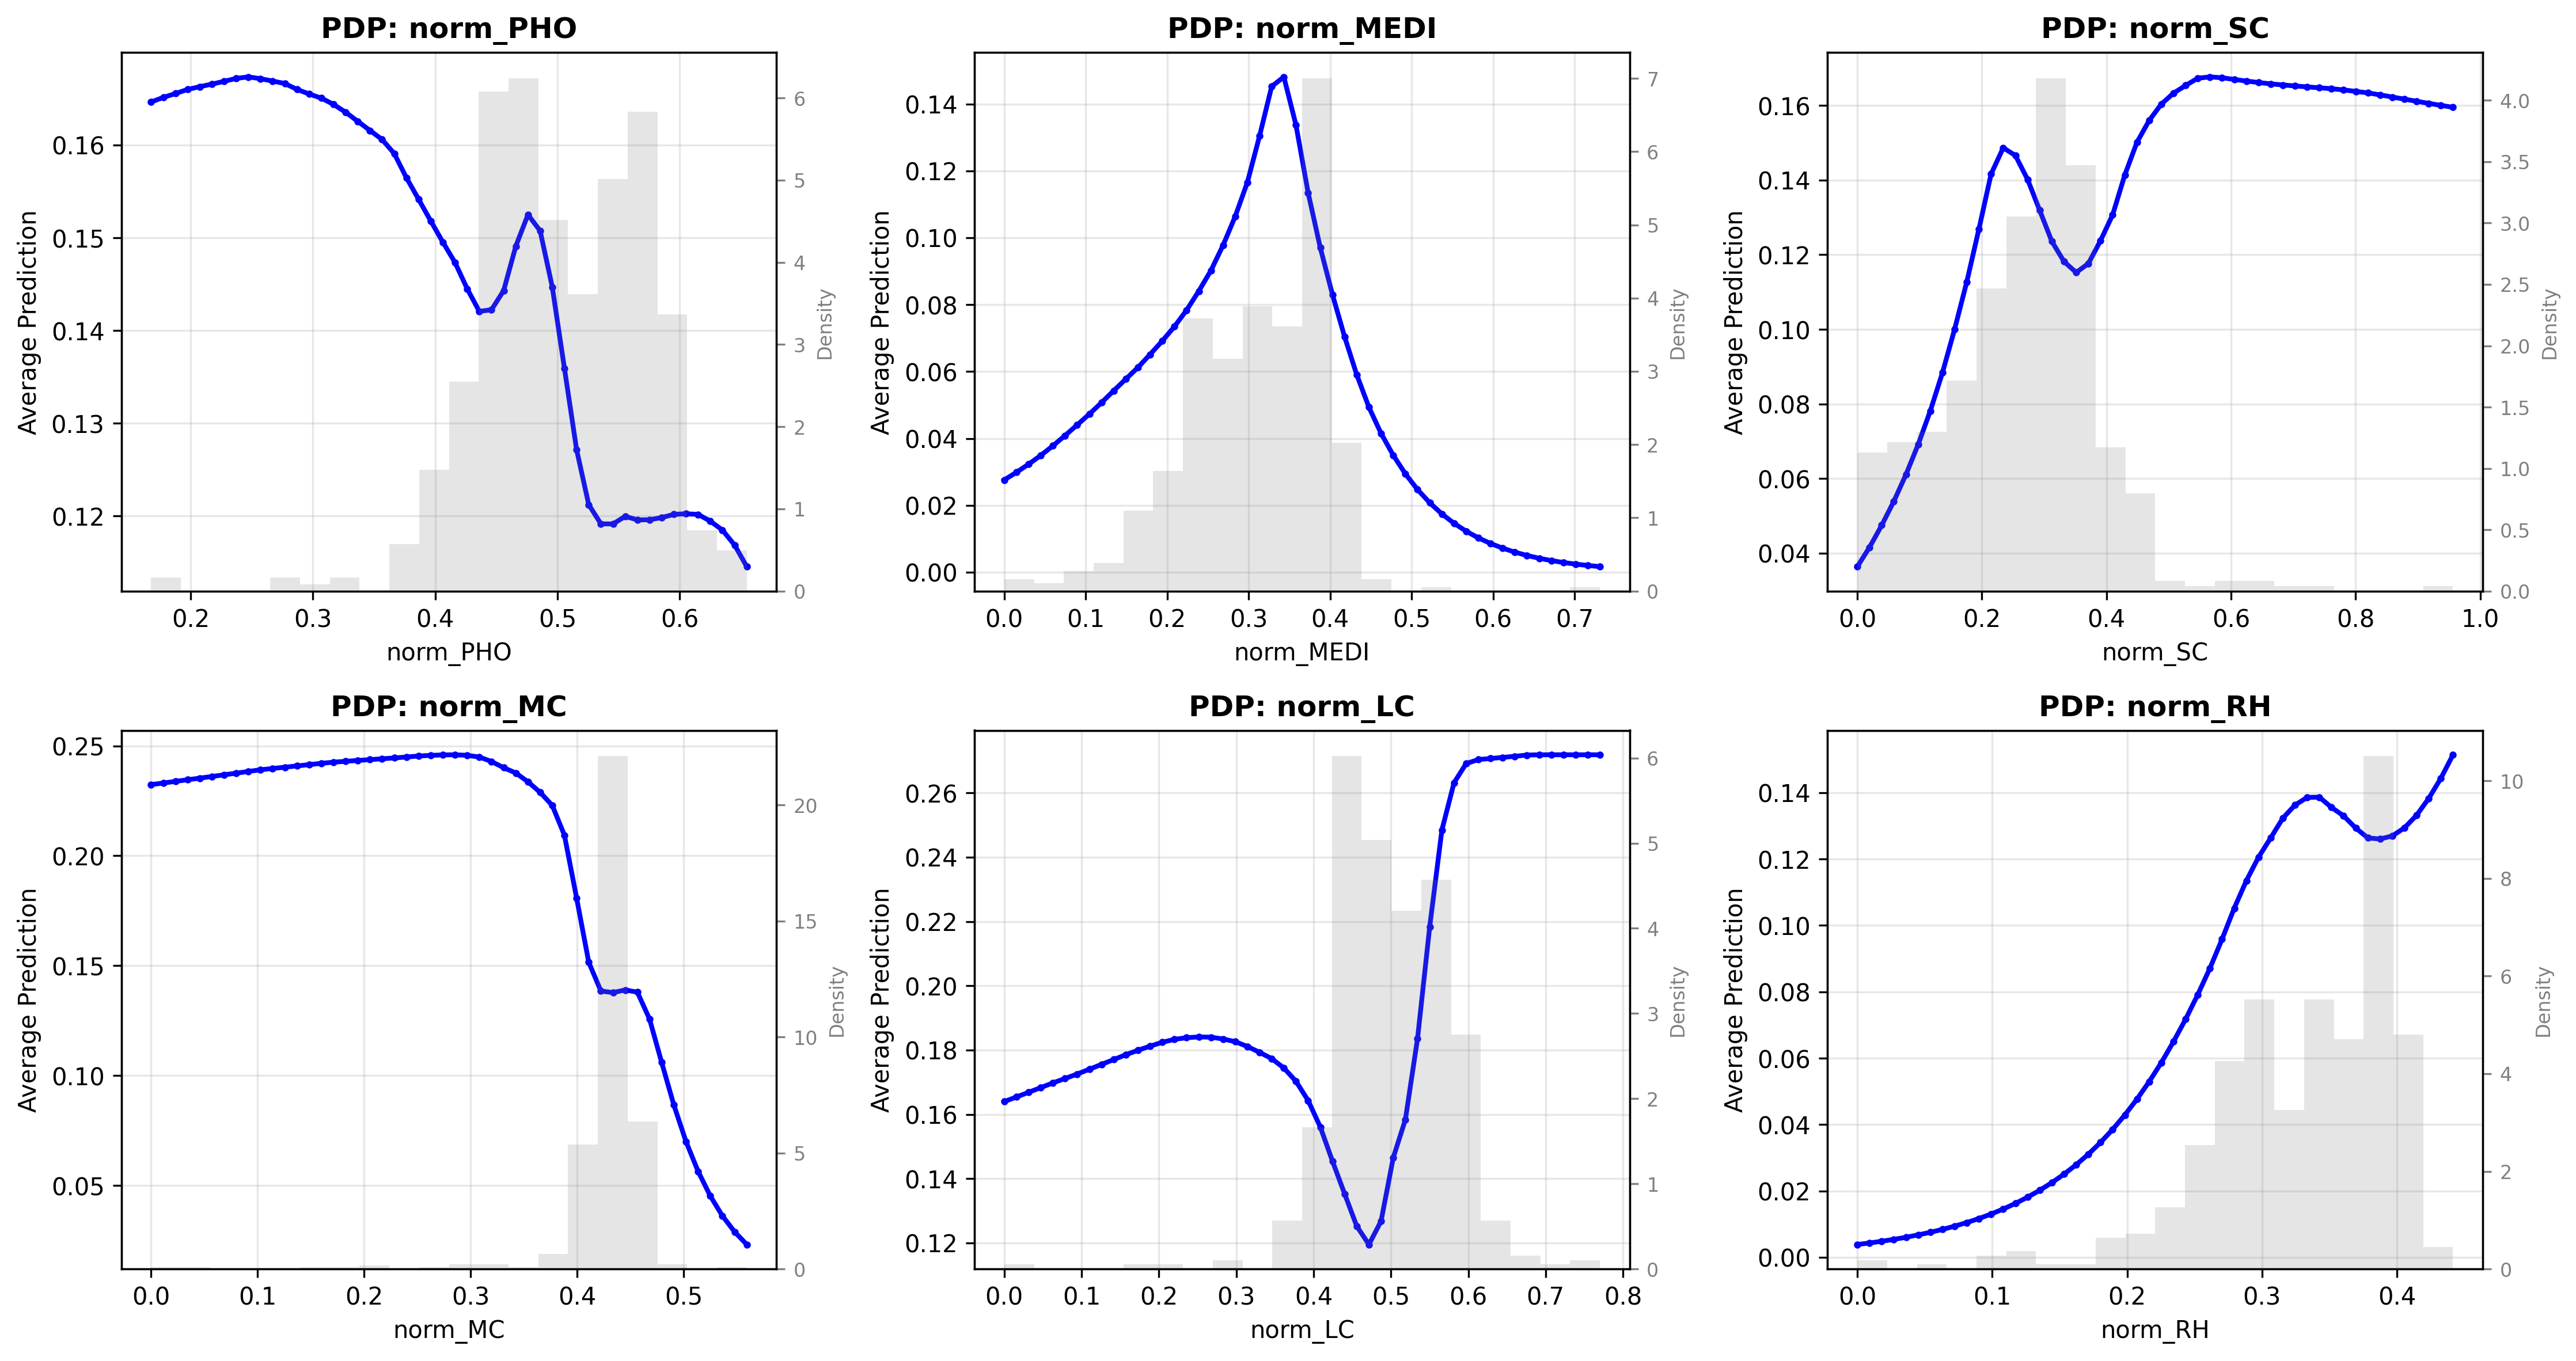 PDP: norm_PHO
Average Prediction
0.16
0.15
0.14
0.13
0.12
6
5
4
3
2
1
0
Density
0.2 0.3 0.4 0.5 0.6
norm_PHO
PDP: norm_MEDI
Average Prediction
0.14
0.12
0.10
0.08
0.06
0.04
0.02
0.00
7
6
5
4
3
2
1
0
Density
0.0 0.1 0.2 0.3 0.4 0.5 0.6 0.7
norm_MEDI
PDP: norm_SC
Average Prediction
0.16
0.14
0.12
0.10
0.08
0.06
0.04
4.0
3.5
3.0
2.5
2.0
1.5
1.0
0.5
0.0
Density
0.0 0.2 0.4 0.6 0.8 1.0
norm_SC
PDP: norm_MC
Average Prediction
0.25
0.20
0.15
0.10
0.05
20
15
10
5
0
Density
0.0 0.1 0.2 0.3 0.4 0.5
norm_MC
PDP: norm_LC
Average Prediction
0.26
0.24
0.22
0.20
0.18
0.16
0.14
0.12
6
5
4
3
2
1
0
Density
0.0 0.1 0.2 0.3 0.4 0.5 0.6 0.7 0.8
norm_LC
PDP: norm_RH
Average Prediction
0.14
0.12
0.10
0.08
0.06
0.04
0.02
0.00
10
8
6
4
2
0
Density
0.0 0.1 0.2 0.3 0.4
norm_RH